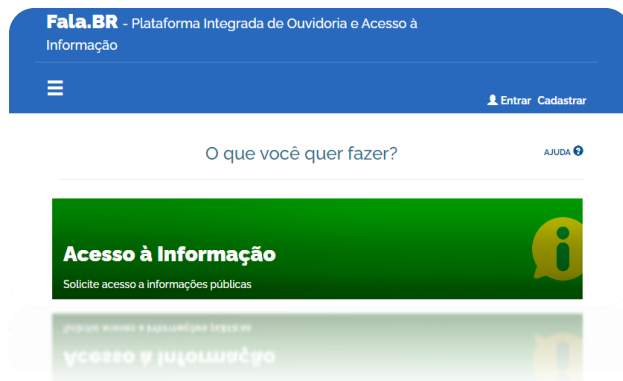 Fala.BR - Plataforma Integrada de Ouvidoria e Acesso à
Informação
Entrar Cadastrar
O que você quer fazer?
AJUDA
Acesso à Informação
Solicite acesso a informações públicas